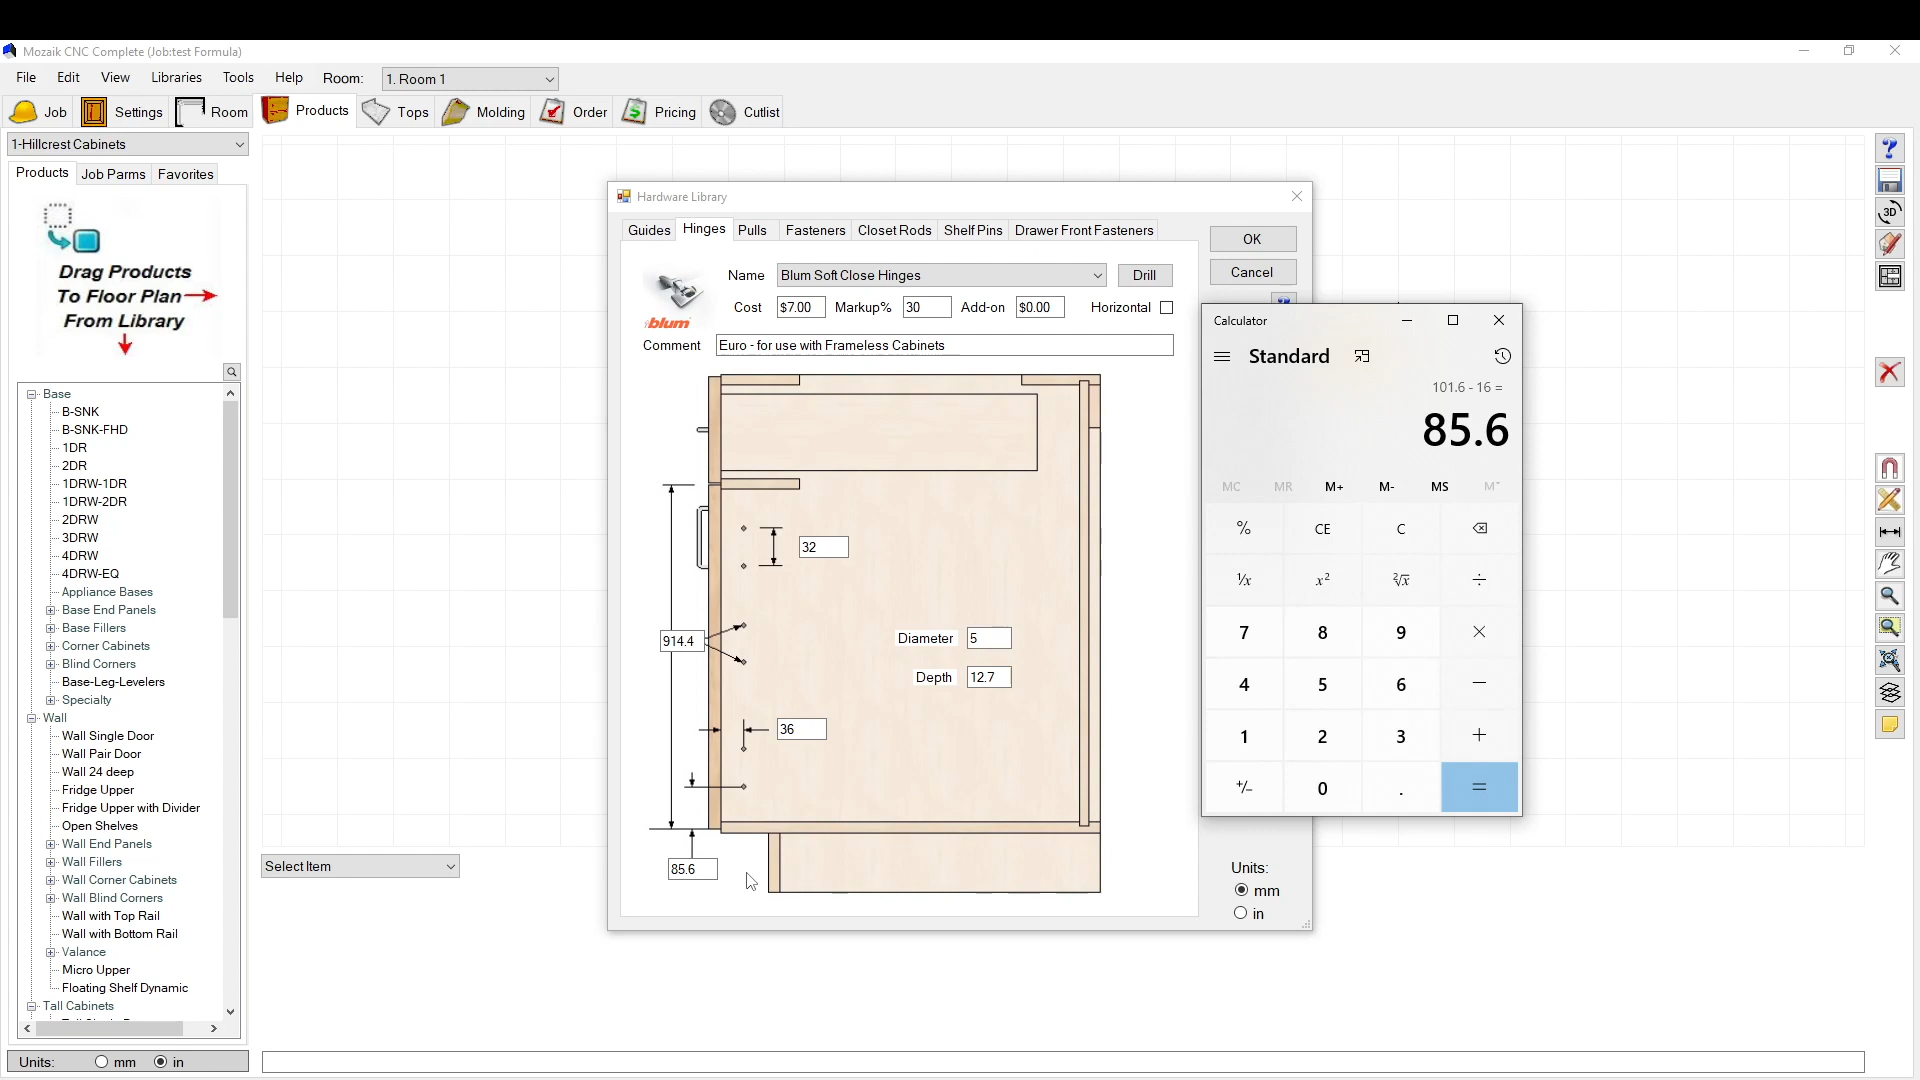 Mozaik CNC Complete (Job:test Formula)
File Edit View Libraries Tools Help Room: 1. Room 1
Job Settings Room Products Tops Molding Order Pricing Cutlist
1-Hillcrest Cabinets
Products Job Parms Favorites
Drag Products
To Floor Plan
From Library
Base
B-SNK
B-SNK-FHD
1DR
2DR
1DRW-1DR
1DRW-2DR
2DRW
3DRW
4DRW
4DRW-EQ
Appliance Bases
Base End Panels
Base Fillers
Corner Cabinets
Blind Corners
Base-Leg-Levelers
Specialty
Wall
Wall Single Door
Wall Pair Door
Wall 24 deep
Fridge Upper
Fridge Upper with Divider
Open Shelves
Wall End Panels
Wall Fillers
Wall Corner Cabinets
Wall Blind Corners
Wall with Top Rail
Wall with Bottom Rail
Valance
Micro Upper
Floating Shelf Dynamic
Tall Cabinets
Units: mm in
Select Item
Hardware Library
Guides Hinges Pulls Fasteners Closet Rods Shelf Pins Drawer Front Fasteners
OK
Cancel
blum
Name Blum Soft Close Hinges Drill
Cost $7.00 Markup% 30 Add-on $0.00 Horizontal
Comment Euro - for use with Frameless Cabinets
32
914.4
Diameter 5
Depth 12.7
36
85.6
Units:
mm
in
Calculator
Standard
101.6 - 16 =
85.6
MC MR M+ M- MS M˅
% CE C
¹/x x² ²√x ÷
7 8 9 ×
4 5 6 −
1 2 3 +
+/− 0 . =
3D